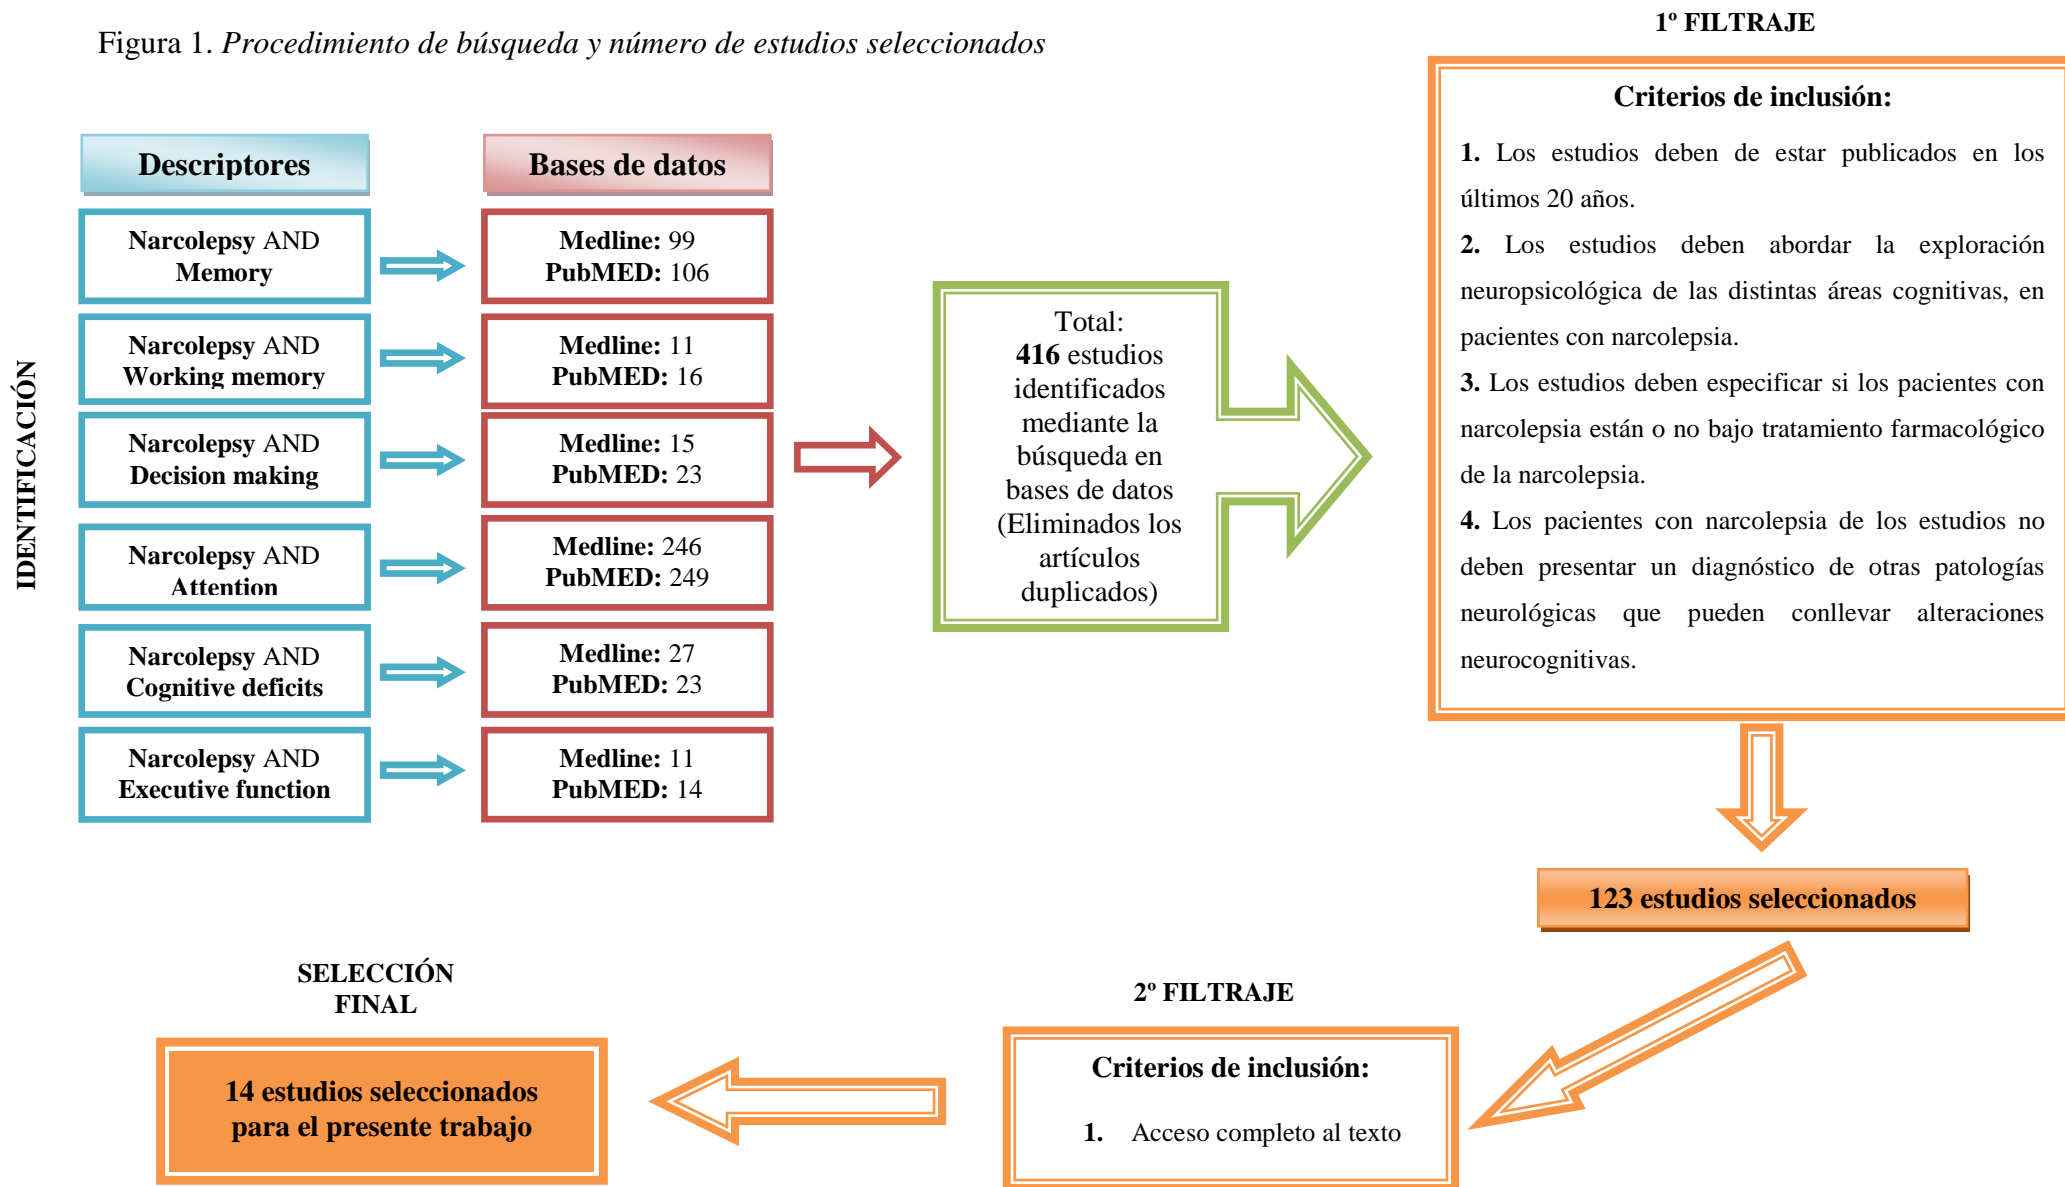 Figura 1. Procedimiento de búsqueda y número de estudios seleccionados
IDENTIFICACIÓN
Descriptores
Bases de datos
Narcolepsy AND
Memory
Medline: 99
PubMED: 106
Narcolepsy AND
Working memory
Medline: 11
PubMED: 16
Narcolepsy AND
Decision making
Medline: 15
PubMED: 23
Narcolepsy AND
Attention
Medline: 246
PubMED: 249
Narcolepsy AND
Cognitive deficits
Medline: 27
PubMED: 23
Narcolepsy AND
Executive function
Medline: 11
PubMED: 14
Total:
416 estudios
identificados
mediante la
búsqueda en
bases de datos
(Eliminados los
artículos
duplicados)
1º FILTRAJE
Criterios de inclusión:
1. Los estudios deben de estar publicados en los
últimos 20 años.
2. Los estudios deben abordar la exploración
neuropsicológica de las distintas áreas cognitivas, en
pacientes con narcolepsia.
3. Los estudios deben especificar si los pacientes con
narcolepsia están o no bajo tratamiento farmacológico
de la narcolepsia.
4. Los pacientes con narcolepsia de los estudios no
deben presentar un diagnóstico de otras patologías
neurológicas que pueden conllevar alteraciones
neurocognitivas.
123 estudios seleccionados
2º FILTRAJE
Criterios de inclusión:
1. Acceso completo al texto
SELECCIÓN
FINAL
14 estudios seleccionados
para el presente trabajo